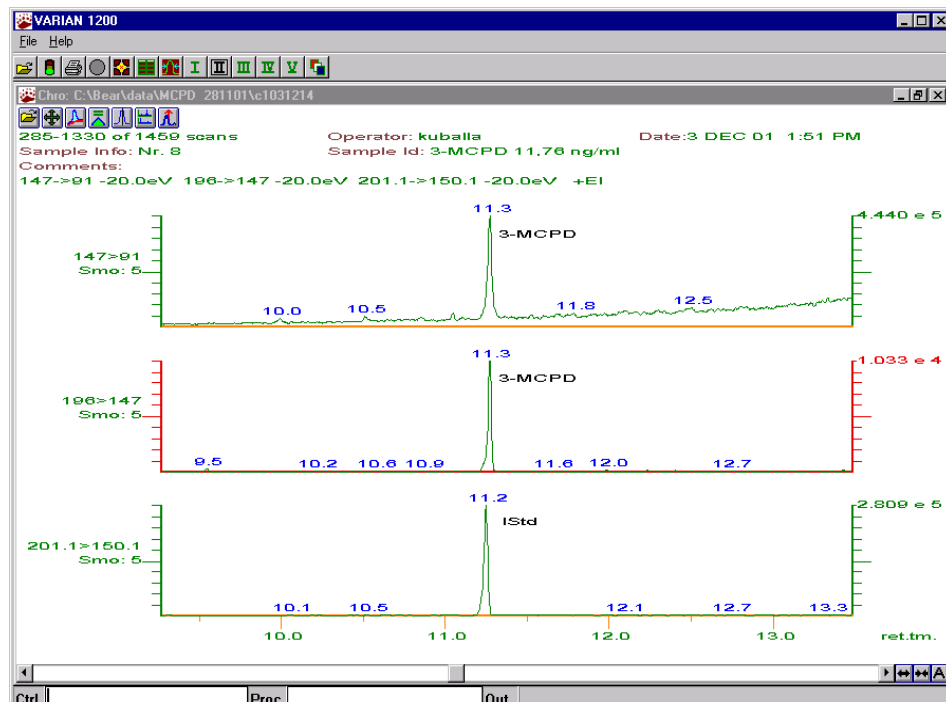 VARIAN 1200
File Help
I II III IV V
Chro: C:\Bear\data\MCPD_281101\c1031214
285-1330 of 1459 scans Operator: kuballa Date:3 DEC 01 1:51 PM
Sample Info: Nr. 8 Sample Id: 3-MCPD 11,76 ng/ml
Comments:
147->91 -20.0eV 196->147 -20.0eV 201.1->150.1 -20.0eV +EI
11.3 4.440 e 5
3-MCPD
147>91
Smo: 5
10.0 10.5 11.8 12.5
11.3 1.033 e 4
3-MCPD
196>147
Smo: 5
9.5 10.2 10.6 10.9 11.6 12.0 12.7
11.2 2.809 e 5
IStd
201.1>150.1
Smo: 5
10.1 10.5 12.1 12.7 13.3
10.0 11.0 12.0 13.0 ret.tm.
A
Ctrl Proc Out